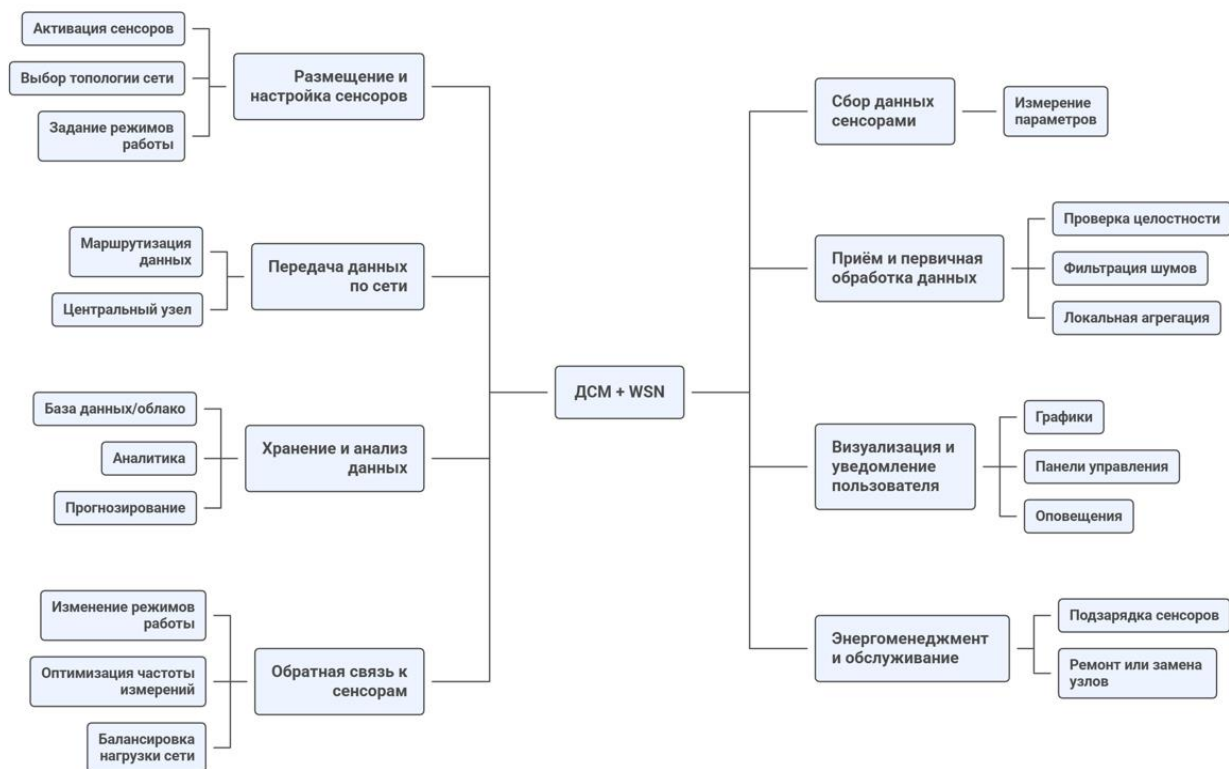 Активация сенсоров
Выбор топологии сети
Задание режимов
работы
Размещение и
настройка сенсоров
Маршрутизация
данных
Центральный узел
Передача данных
по сети
База данных/облако
Аналитика
Прогнозирование
Хранение и анализ
данных
Изменение режимов
работы
Оптимизация частоты
измерений
Балансировка
нагрузки сети
Обратная связь к
сенсорам
ДСМ + WSN
Сбор данных
сенсорами
Измерение
параметров
Приём и первичная
обработка данных
Проверка целостности
Фильтрация шумов
Локальная агрегация
Визуализация и
уведомление
пользователя
Графики
Панели управления
Оповещения
Энергоменеджмент
и обслуживание
Подзарядка сенсоров
Ремонт или замена
узлов